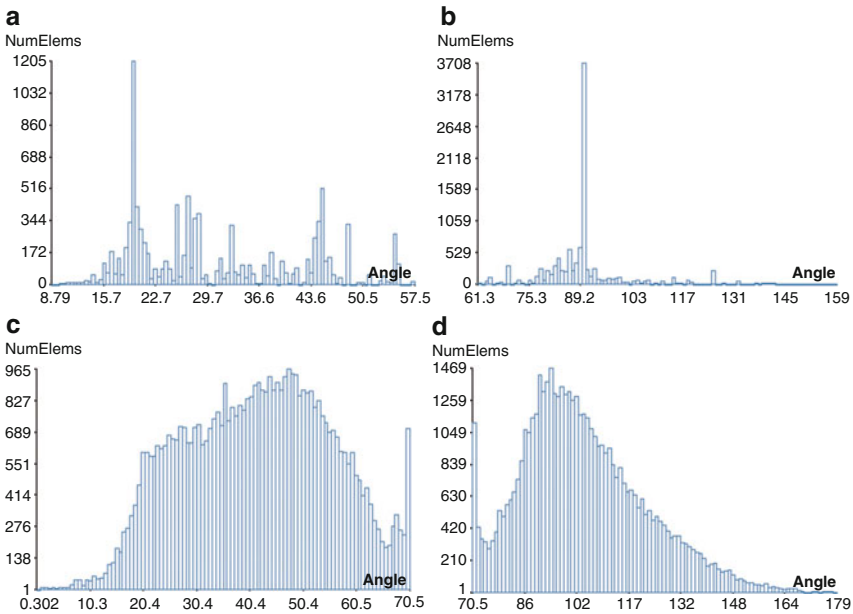 a
NumElems
1205
1032
860
688
516
344
172
0
Angle
8.79 15.7 22.7 29.7 36.6 43.6 50.5 57.5
b
NumElems
3708
3178
2648
2118
1589
1059
529
0
Angle
61.3 75.3 89.2 103 117 131 145 159
c
NumElems
965
827
689
551
414
276
138
1
Angle
0.302 10.3 20.4 30.4 40.4 50.4 60.5 70.5
d
NumElems
1469
1259
1049
839
630
420
210
1
Angle
70.5 86 102 117 132 148 164 179